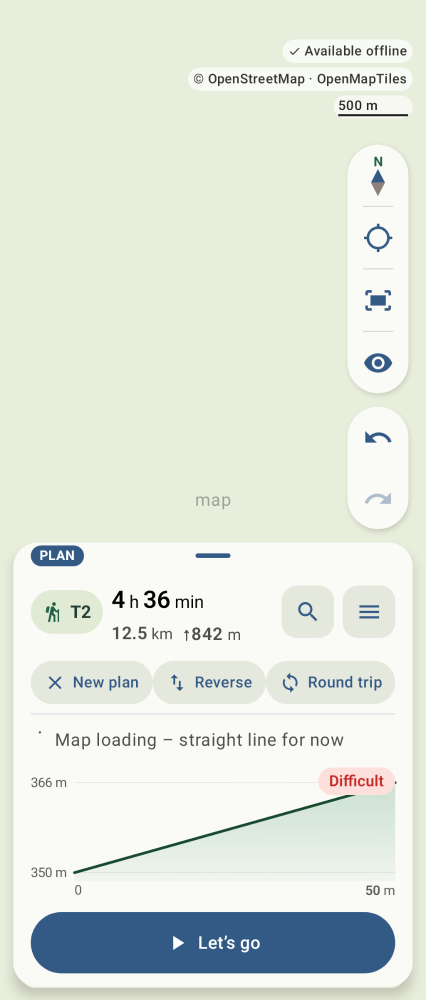 Available offline
© OpenStreetMap · OpenMapTiles
500 m
N
map
PLAN
T2
4 h 36 min
12.5 km ↑842 m
New plan
Reverse
Round trip
Map loading – straight line for now
366 m
Difficult
350 m
0
50 m
Let's go